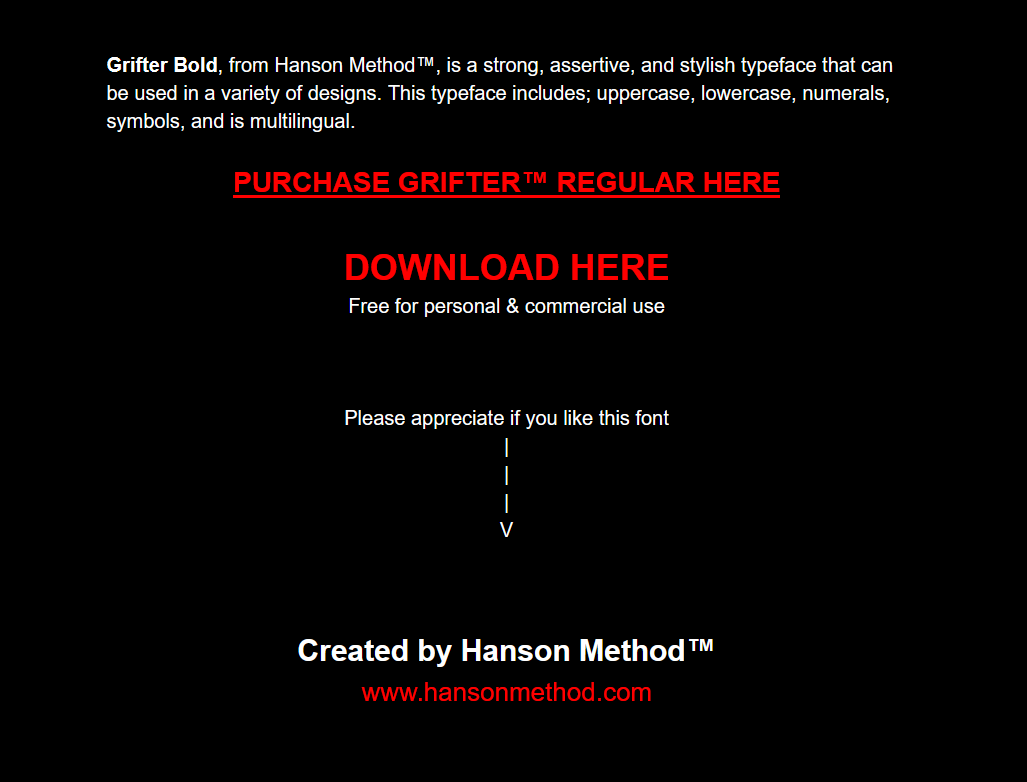 Grifter Bold, from Hanson Method™, is a strong, assertive, and stylish typeface that can
be used in a variety of designs. This typeface includes; uppercase, lowercase, numerals,
symbols, and is multilingual.
PURCHASE GRIFTER™ REGULAR HERE
DOWNLOAD HERE
Free for personal & commercial use
Please appreciate if you like this font
|
|
|
V
Created by Hanson Method™
www.hansonmethod.com